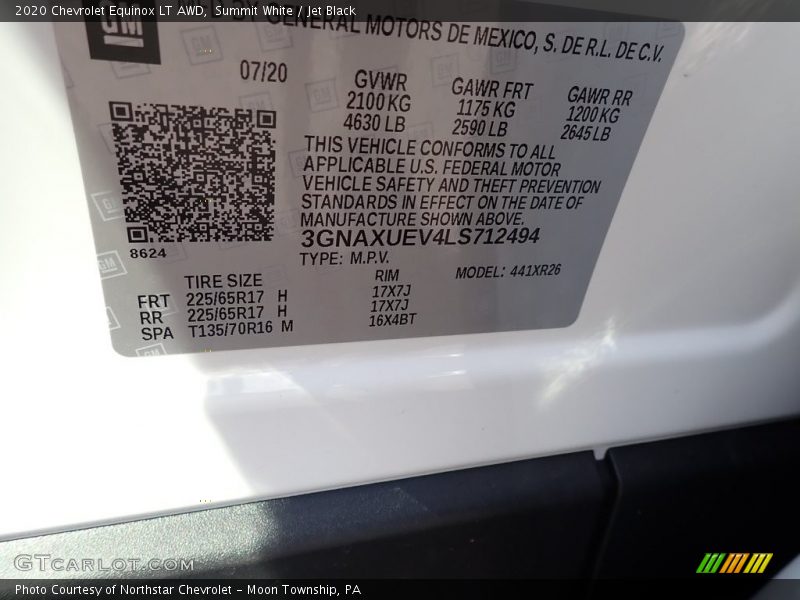 2020 Chevrolet Equinox LT AWD, Summit White / Jet Black
GM
BY GENERAL MOTORS DE MEXICO, S. DE R.L. DE C.V.
07/20
GVWR GAWR FRT GAWR RR
2100 KG 1175 KG 1200 KG
4630 LB 2590 LB 2645 LB
THIS VEHICLE CONFORMS TO ALL
APPLICABLE U.S. FEDERAL MOTOR
VEHICLE SAFETY AND THEFT PREVENTION
STANDARDS IN EFFECT ON THE DATE OF
MANUFACTURE SHOWN ABOVE.
3GNAXUEV4LS712494
8624
TYPE: M.P.V.
MODEL: 441XR26
TIRE SIZE RIM
FRT 225/65R17 H 17X7J
RR 225/65R17 H 17X7J
SPA T135/70R16 M 16X4BT
GTcarlot.com
Photo Courtesy of Northstar Chevrolet - Moon Township, PA